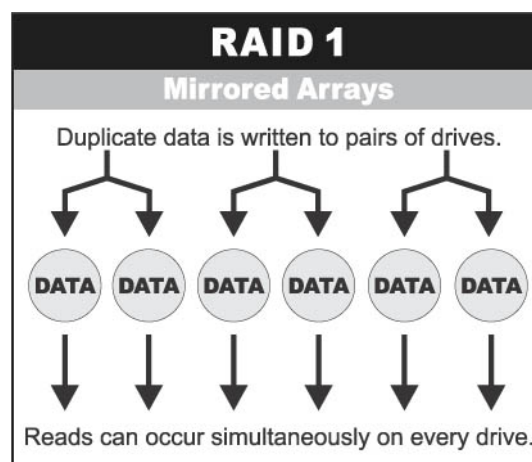 RAID 1
Mirrored Arrays
Duplicate data is written to pairs of drives.
DATA DATA DATA DATA DATA DATA
Reads can occur simultaneously on every drive.